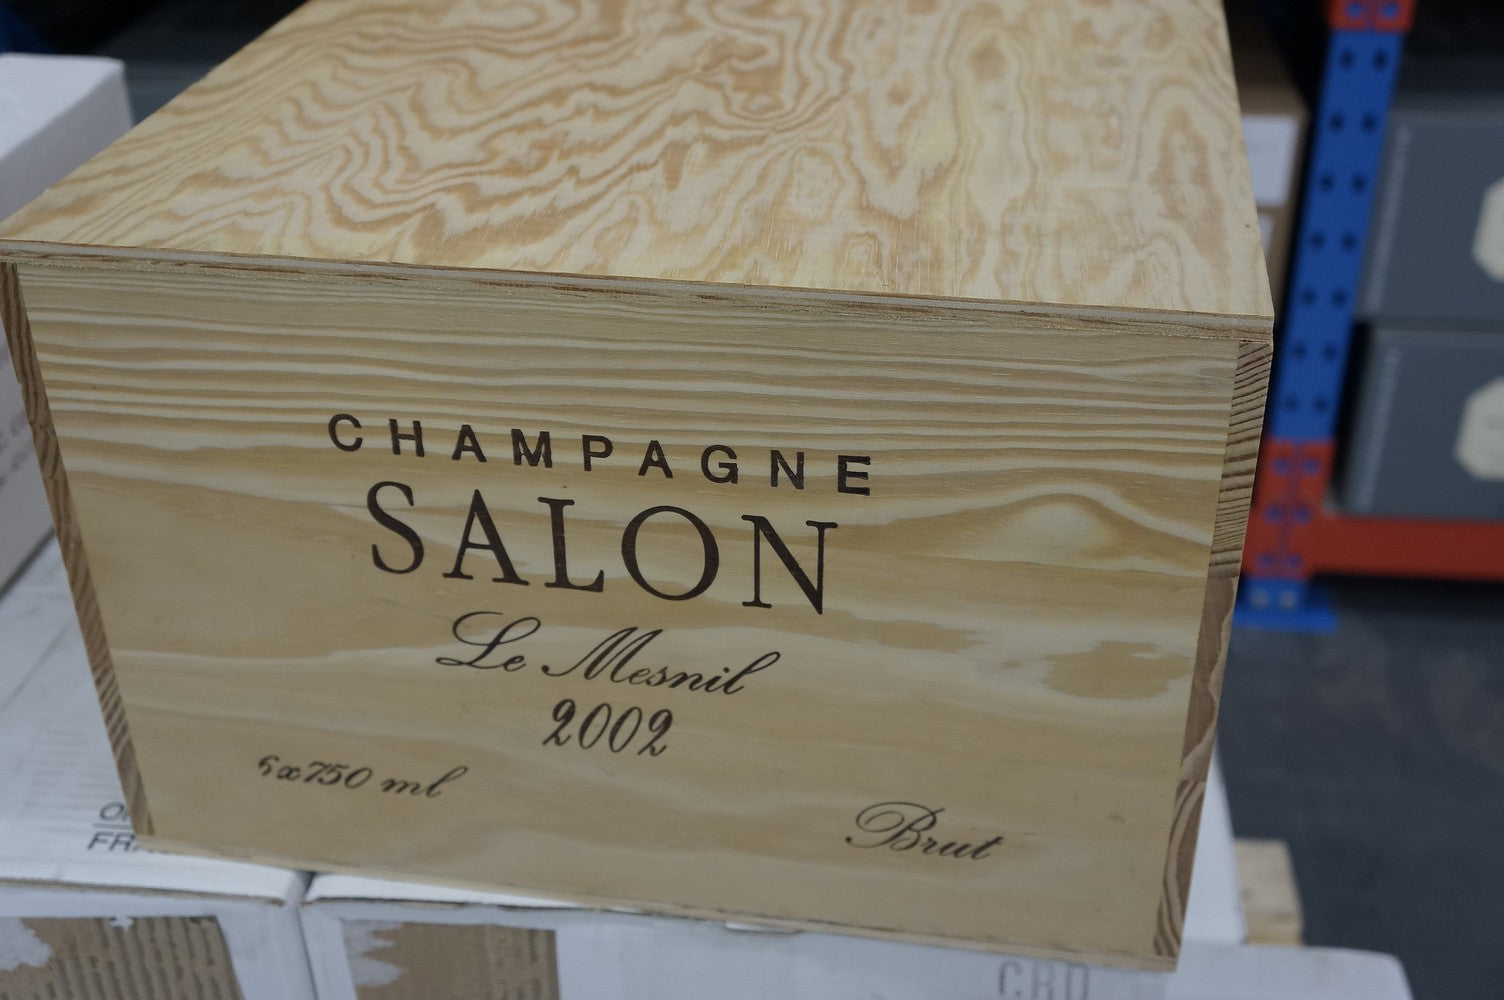 CHAMPAGNE
SALON
Le Mesnil
2002
6x750 ml
Brut